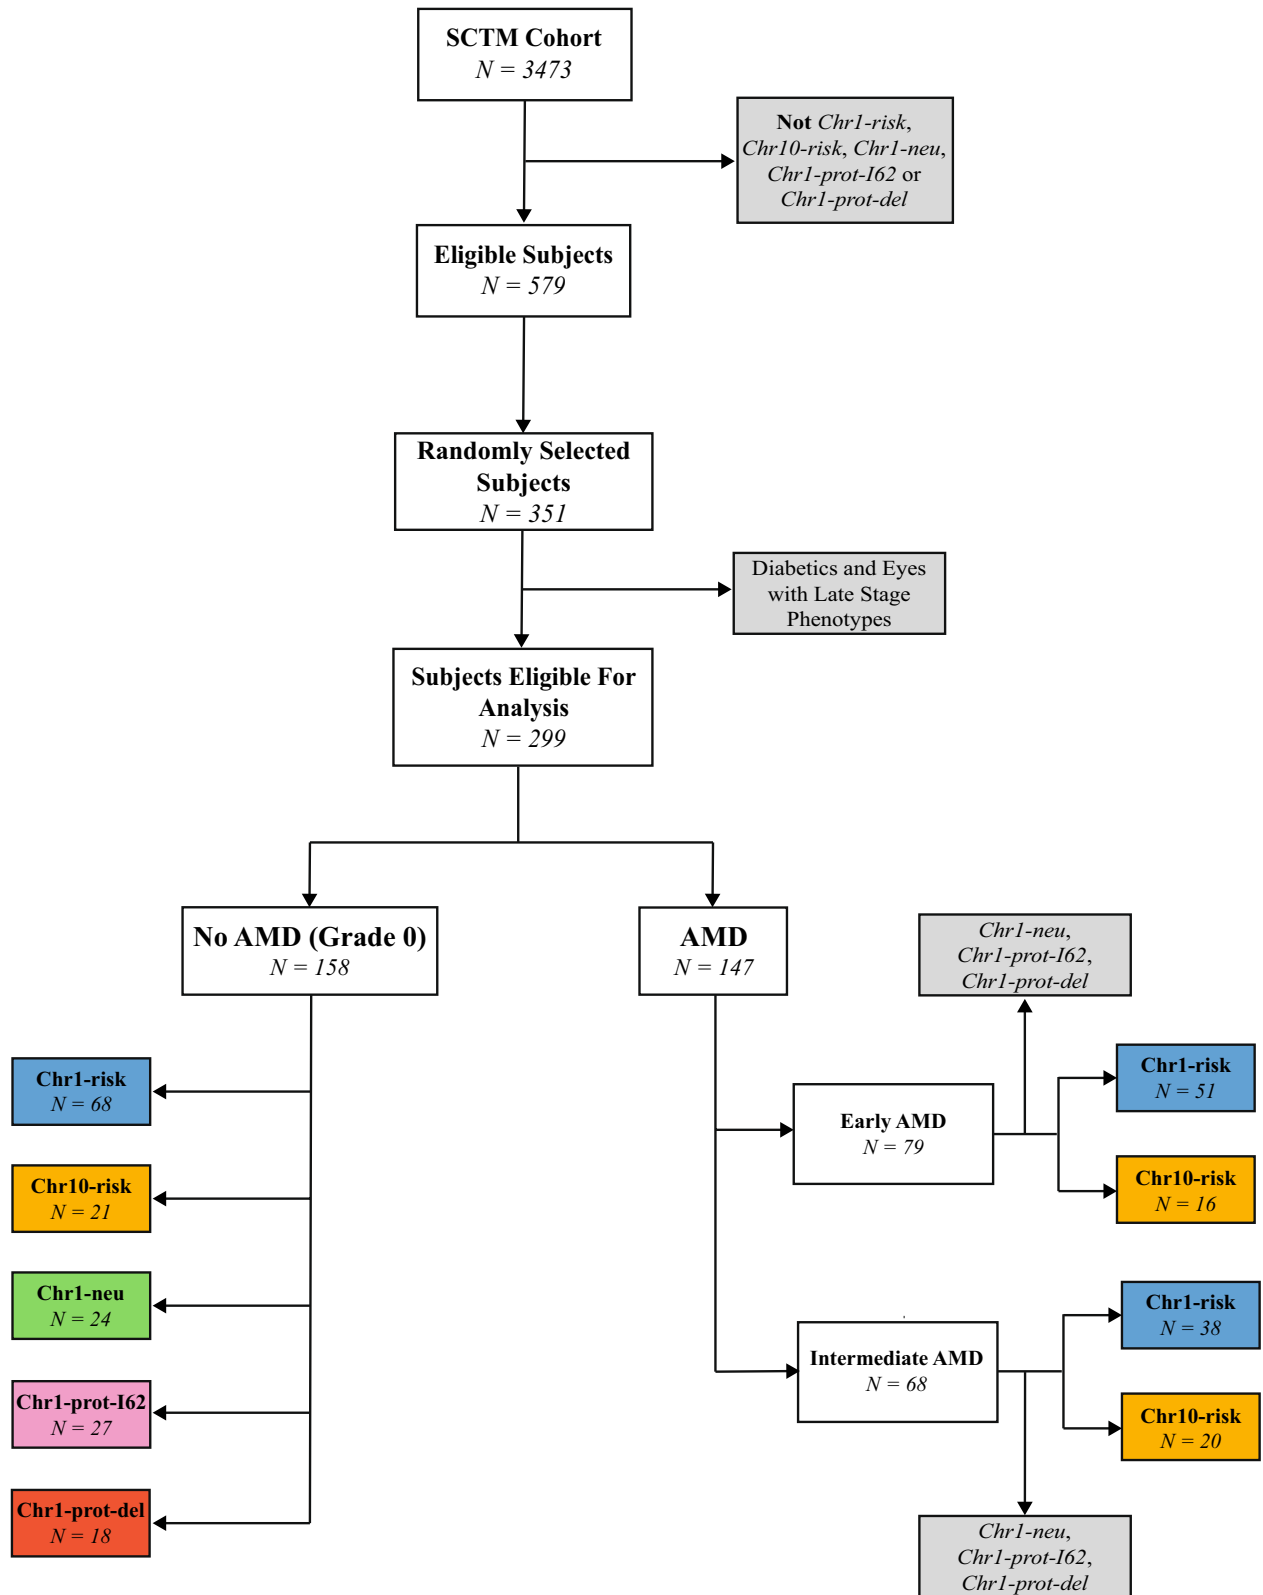 SCTM Cohort
N = 3473
Not Chr1-risk,
Chr10-risk, Chr1-neu,
Chr1-prot-I62 or
Chr1-prot-del
Eligible Subjects
N = 579
Randomly Selected
Subjects
N = 351
Diabetics and Eyes
with Late Stage
Phenotypes
Subjects Eligible For
Analysis
N = 299
No AMD (Grade 0)
N = 158
AMD
N = 147
Chr1-risk
N = 68
Chr10-risk
N = 21
Chr1-neu
N = 24
Chr1-prot-I62
N = 27
Chr1-prot-del
N = 18
Chr1-neu,
Chr1-prot-I62,
Chr1-prot-del
Early AMD
N = 79
Chr1-risk
N = 51
Chr10-risk
N = 16
Intermediate AMD
N = 68
Chr1-risk
N = 38
Chr10-risk
N = 20
Chr1-neu,
Chr1-prot-I62,
Chr1-prot-del